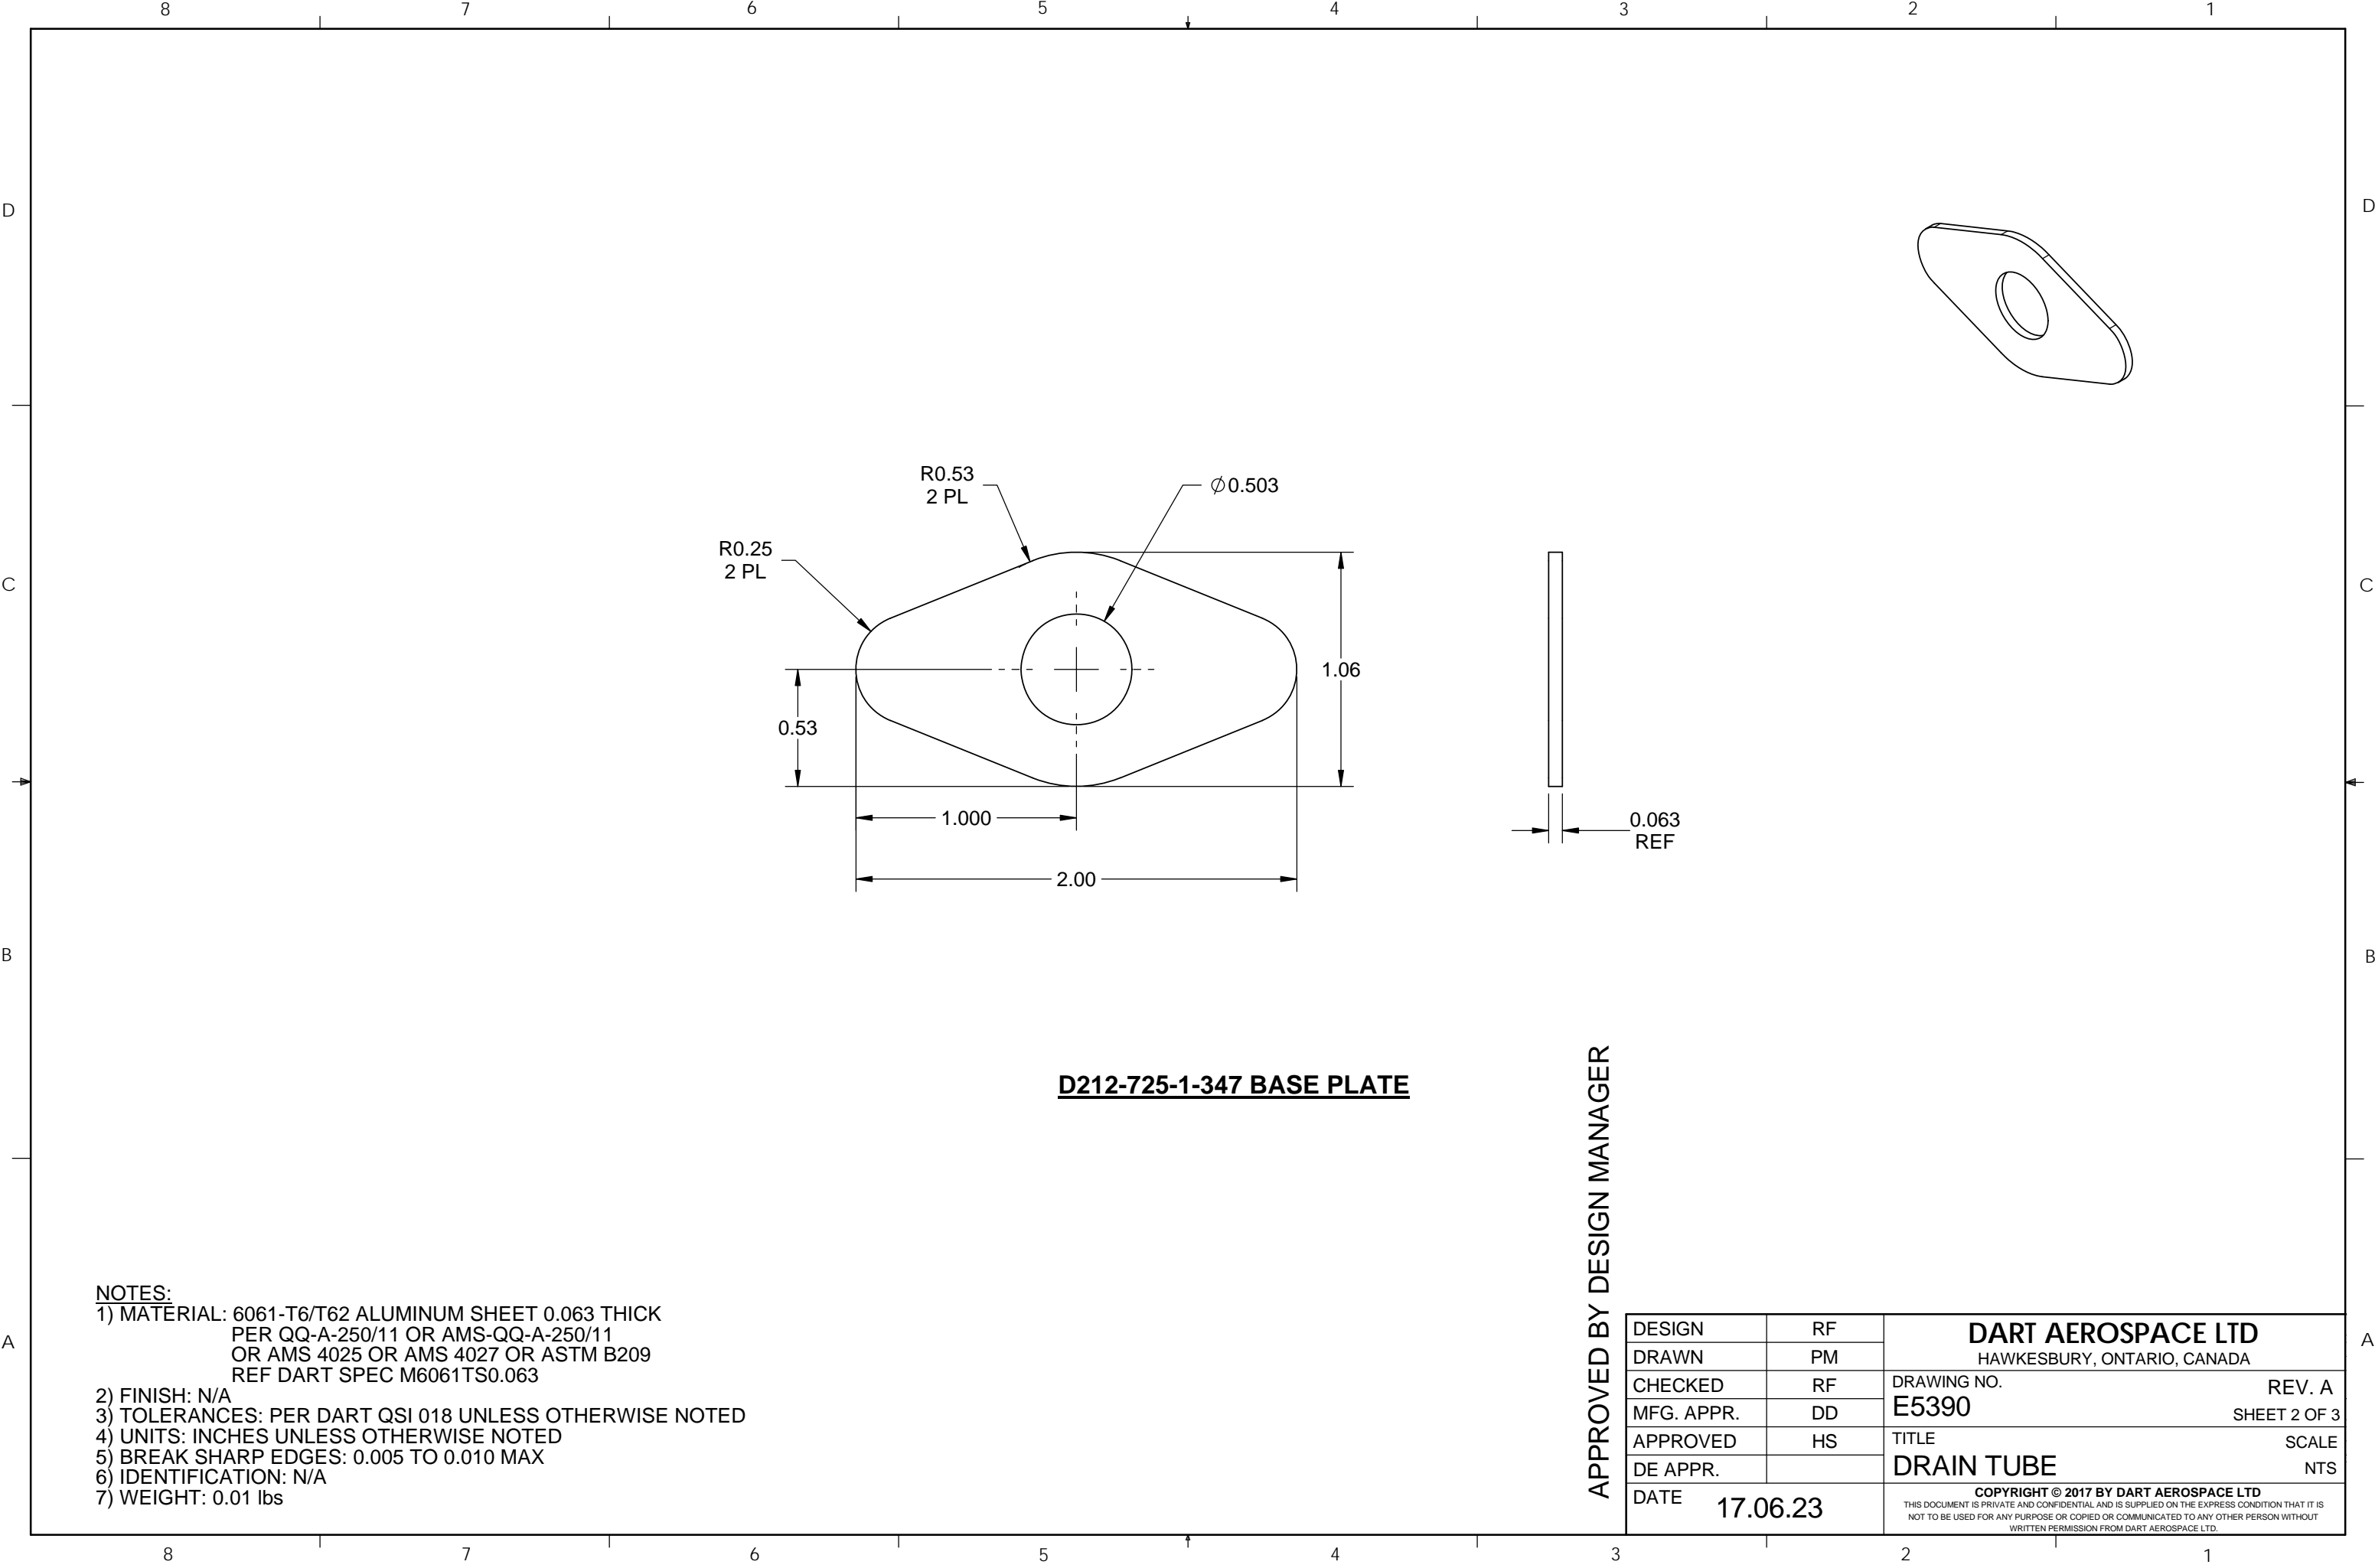 8 7 6 5 4 3 2 1
D D
R0.53
2 PL
⌀0.503
R0.25
2 PL
C C
1.06
0.53
1.000
0.063
REF
2.00
B B
D212-725-1-347 BASE PLATE
APPROVED BY DESIGN MANAGER
NOTES:
1) MATERIAL: 6061-T6/T62 ALUMINUM SHEET 0.063 THICK
PER QQ-A-250/11 OR AMS-QQ-A-250/11
OR AMS 4025 OR AMS 4027 OR ASTM B209
REF DART SPEC M6061TS0.063
2) FINISH: N/A
3) TOLERANCES: PER DART QSI 018 UNLESS OTHERWISE NOTED
4) UNITS: INCHES UNLESS OTHERWISE NOTED
5) BREAK SHARP EDGES: 0.005 TO 0.010 MAX
6) IDENTIFICATION: N/A
7) WEIGHT: 0.01 lbs
A A
DESIGN RF
DRAWN PM
CHECKED RF
MFG. APPR. DD
APPROVED HS
DE APPR.
DATE 17.06.23
DART AEROSPACE LTD
HAWKESBURY, ONTARIO, CANADA
DRAWING NO. REV. A
E5390 SHEET 2 OF 3
TITLE SCALE
DRAIN TUBE NTS
COPYRIGHT © 2017 BY DART AEROSPACE LTD
THIS DOCUMENT IS PRIVATE AND CONFIDENTIAL AND IS SUPPLIED ON THE EXPRESS CONDITION THAT IT IS
NOT TO BE USED FOR ANY PURPOSE OR COPIED OR COMMUNICATED TO ANY OTHER PERSON WITHOUT
WRITTEN PERMISSION FROM DART AEROSPACE LTD.
8 7 6 5 4 3 2 1